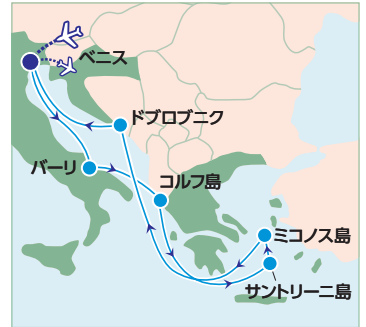 ベニス
ドブロブニク
バーリ
コルフ島
ミコノス島
サントリーニ島